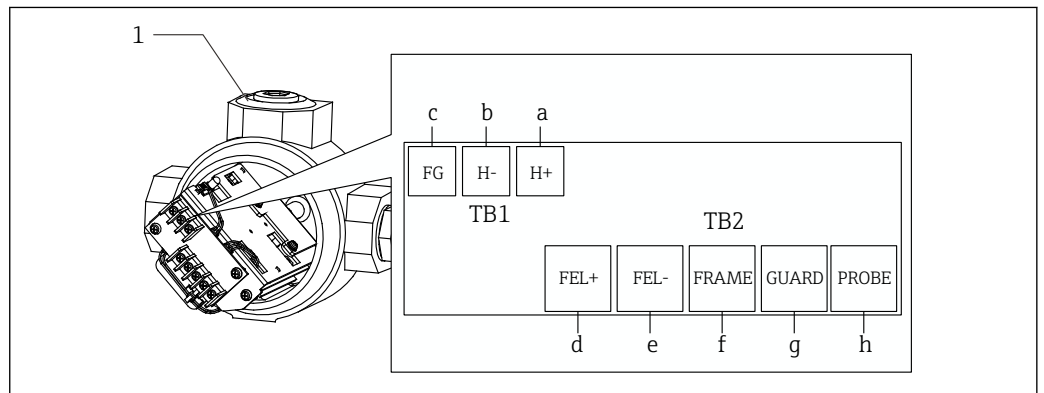 1
c b a
FG H- H+
TB1
TB2
FEL+ FEL- FRAME GUARD PROBE
d e f g h